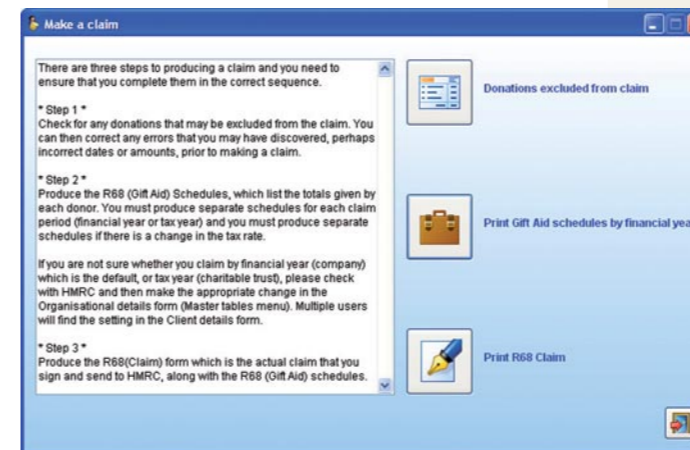 Make a claim
There are three steps to producing a claim and you need to
ensure that you complete them in the correct sequence.
* Step 1 *
Check for any donations that may be excluded from the claim. You
can then correct any errors that you may have discovered, perhaps
incorrect dates or amounts, prior to making a claim.
* Step 2 *
Produce the R68 (Gift Aid) Schedules, which list the totals given by
each donor. You must produce separate schedules for each claim
period (financial year or tax year) and you must produce separate
schedules if there is a change in the tax rate.
If you are not sure whether you claim by financial year (company)
which is the default, or tax year (charitable trust), please check
with HMRC and then make the appropriate change in the
Organisational details form (Master tables menu). Multiple users
will find the setting in the Client details form.
* Step 3 *
Produce the R68(Claim) form which is the actual claim that you
sign and send to HMRC, along with the R68 (Gift Aid) schedules.
Donations excluded from claim
Print Gift Aid schedules by financial yea
Print R68 Claim